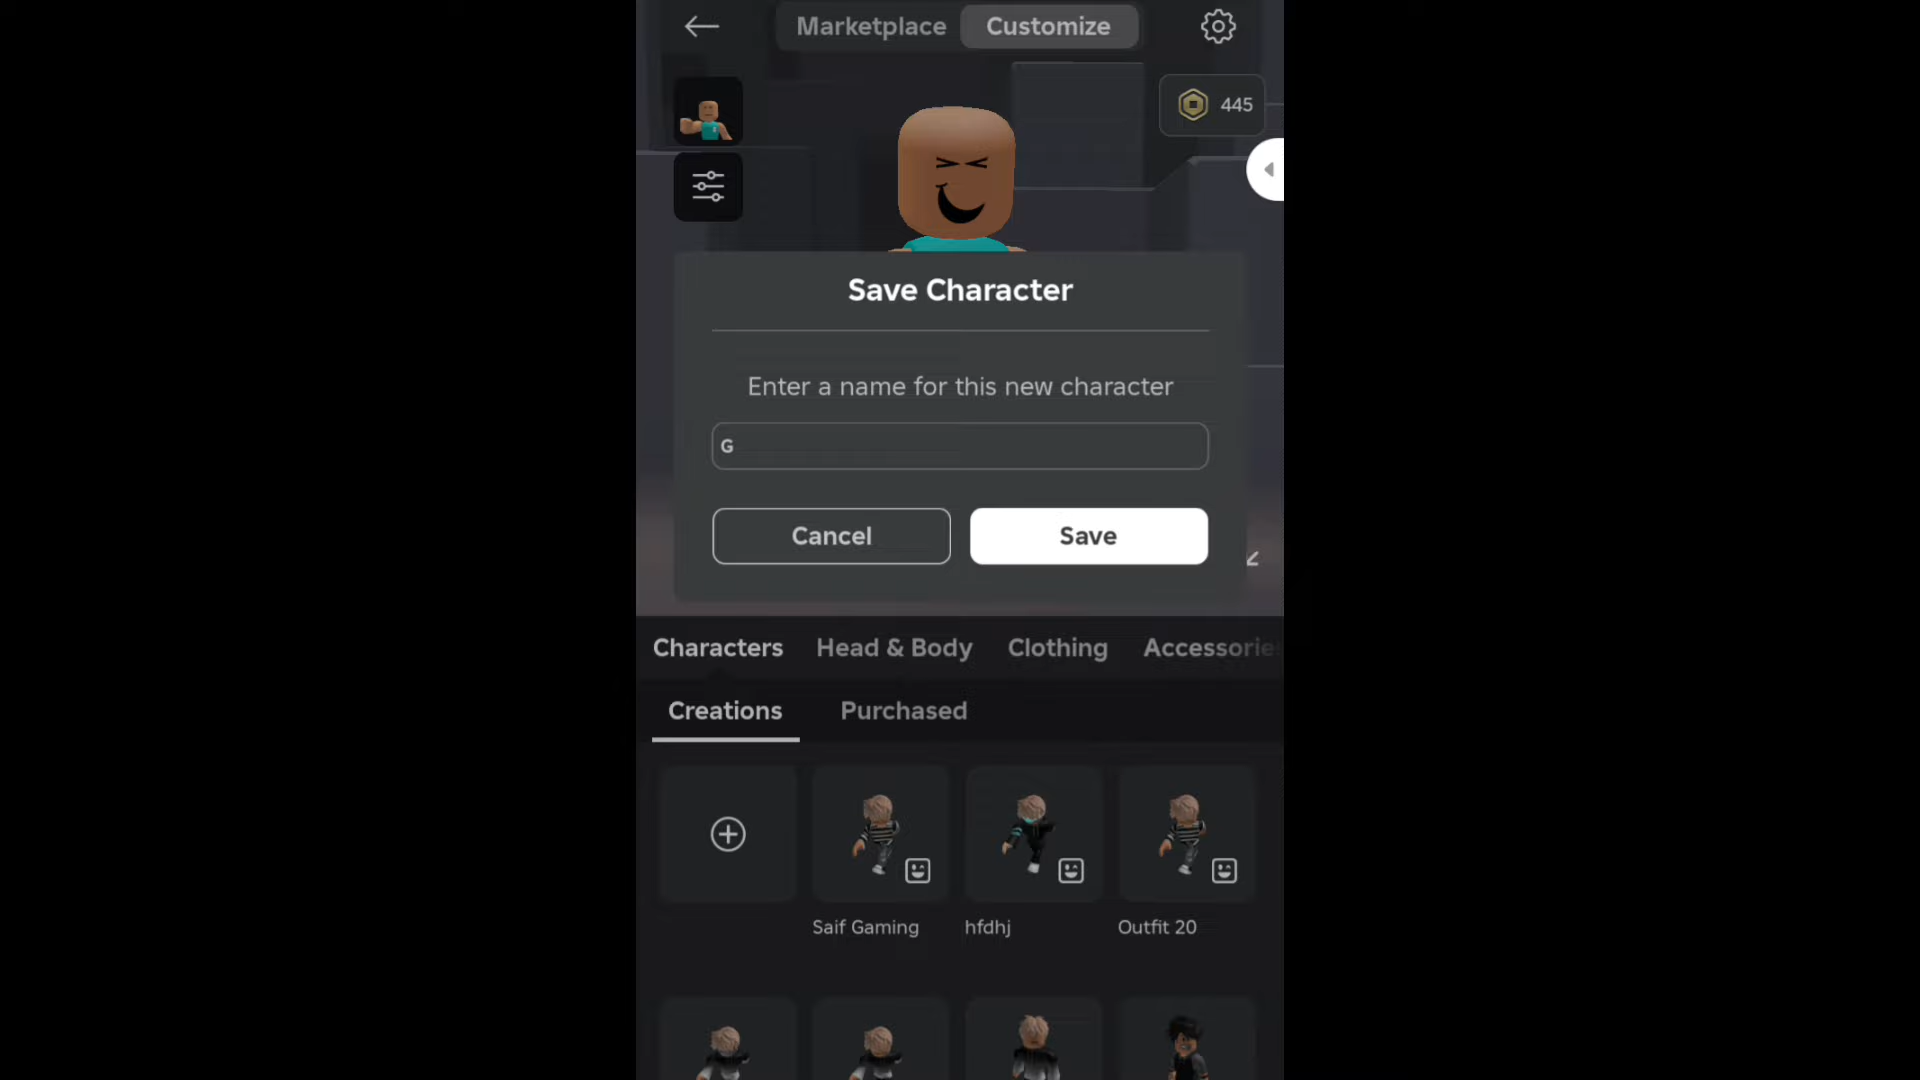 Marketplace
Customize
445
Save Character
Enter a name for this new character
G
Cancel
Save
Characters
Head & Body
Clothing
Accessorie
Creations
Purchased
Saif Gaming
hfdhj
Outfit 20